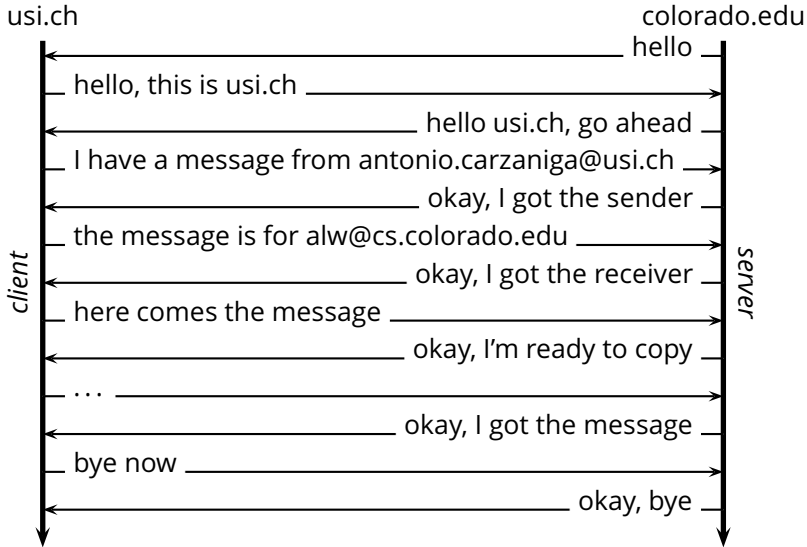 usi.ch
colorado.edu
hello
hello, this is usi.ch
hello usi.ch, go ahead
I have a message from antonio.carzaniga@usi.ch
okay, I got the sender
the message is for alw@cs.colorado.edu
okay, I got the receiver
client
server
here comes the message
okay, I’m ready to copy
...
okay, I got the message
bye now
okay, bye